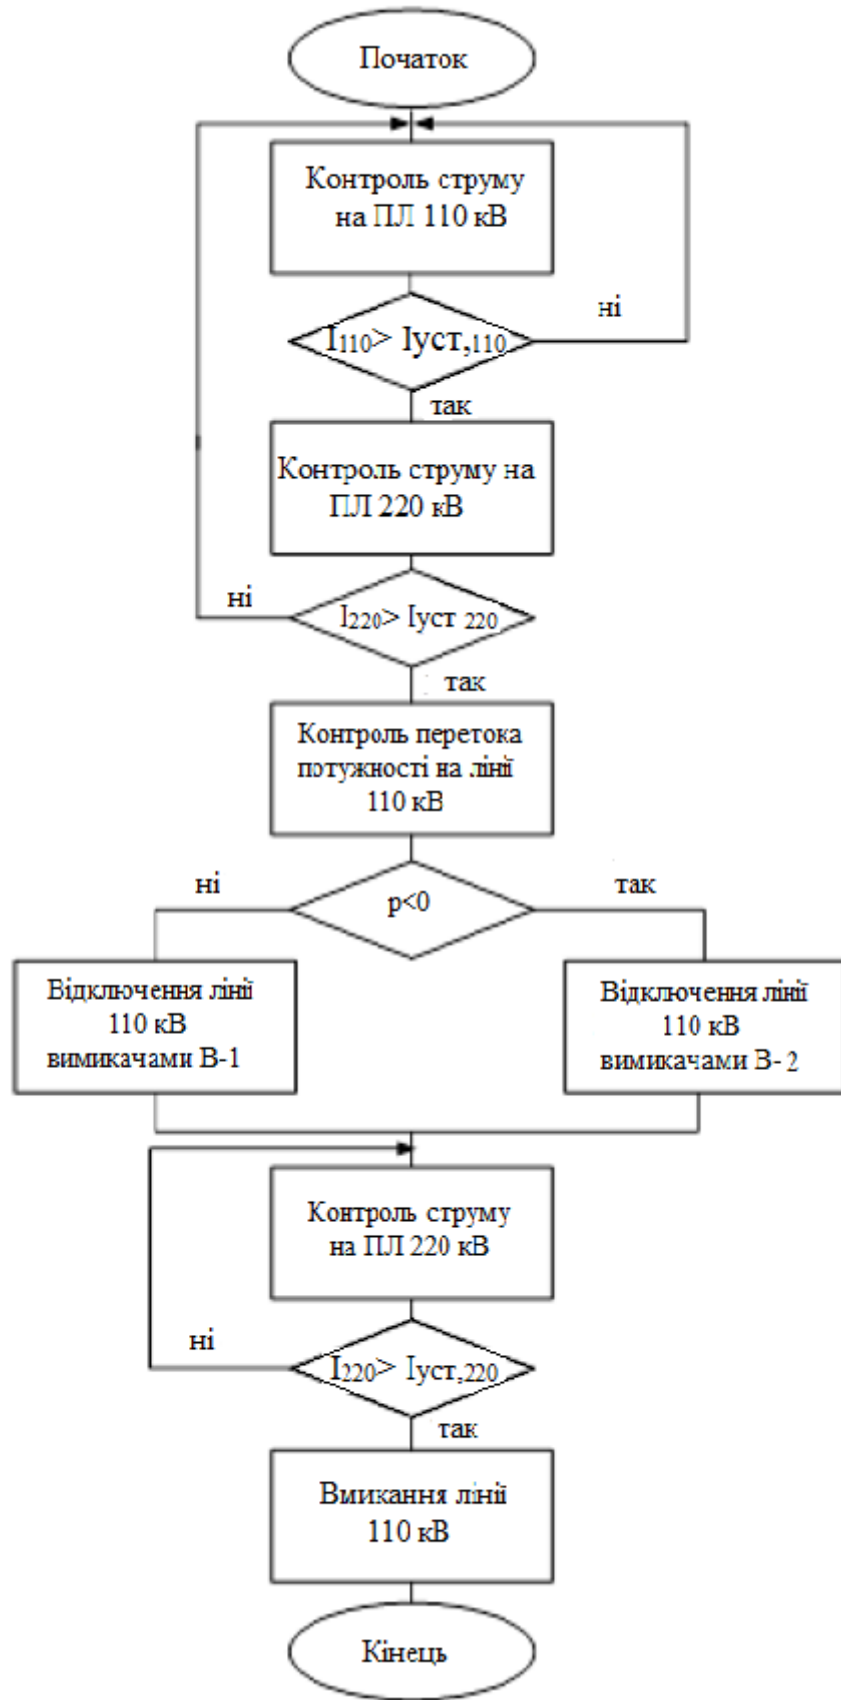 Початок
Контроль струму
на ПЛ 110 кВ
I110> Iуст,110
ні
так
Контроль струму на
ПЛ 220 кВ
ні
I220> Iуст 220
так
Контроль перетока
потужності на лінії
110 кВ
ні
p<0
так
Відключення лінії
110 кВ
вимикачами В-1
Відключення лінії
110 кВ
вимикачами В-2
Контроль струму
на ПЛ 220 кВ
ні
I220> Iуст,220
так
Вмикання лінії
110 кВ
Кінець